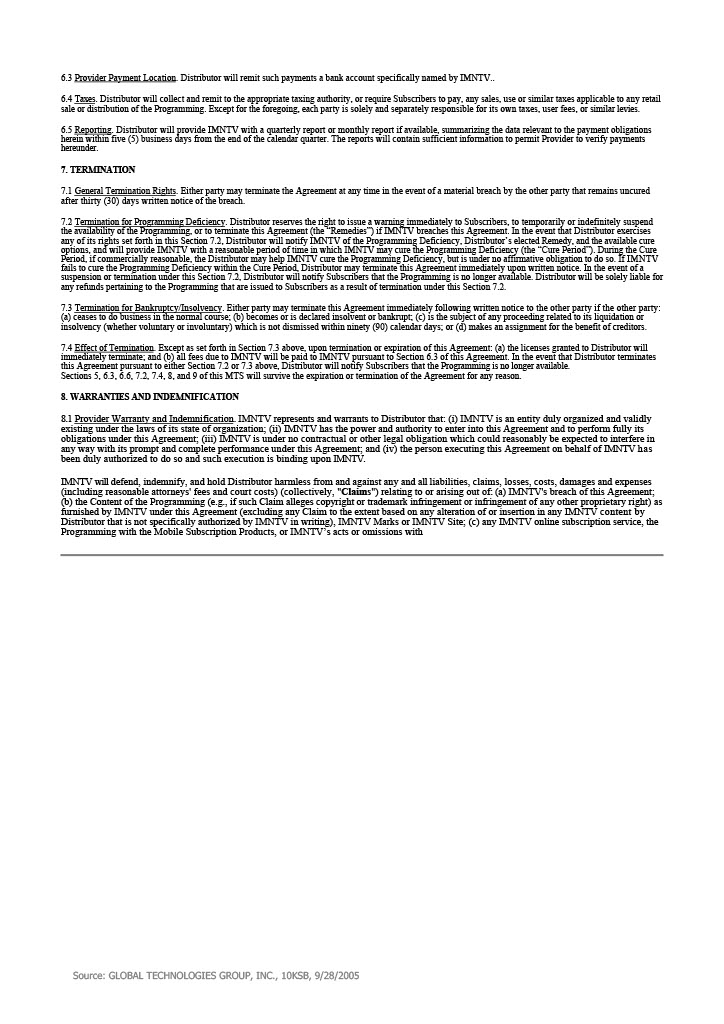 6.3 Provider Payment Location. Distributor will remit such payments a bank account specifically named by IMNTV..
6.4 Taxes. Distributor will collect and remit to the appropriate taxing authority, or require Subscribers to pay, any sales, use or similar taxes applicable to any retail
sale or distribution of the Programming. Except for the foregoing, each party is solely and separately responsible for its own taxes, user fees, or similar levies.
6.5 Reporting. Distributor will provide IMNTV with a quarterly report or monthly report if available, summarizing the data relevant to the payment obligations
herein within five (5) business days from the end of the calendar quarter. The reports will contain sufficient information to permit Provider to verify payments
hereunder.
7. TERMINATION
7.1 General Termination Rights. Either party may terminate the Agreement at any time in the event of a material breach by the other party that remains uncured
after thirty (30) days written notice of the breach.
7.2 Termination for Programming Deficiency. Distributor reserves the right to issue a warning immediately to Subscribers, to temporarily or indefinitely suspend
the availability of the Programming, or to terminate this Agreement (the “Remedies”) if IMNTV breaches this Agreement. In the event that Distributor exercises
any of its rights set forth in this Section 7.2, Distributor will notify IMNTV of the Programming Deficiency, Distributor’s elected Remedy, and the available cure
options, and will provide IMNTV with a reasonable period of time in which IMNTV may cure the Programming Deficiency (the “Cure Period”). During the Cure
Period, if commercially reasonable, the Distributor may help IMNTV cure the Programming Deficiency, but is under no affirmative obligation to do so. If IMNTV
fails to cure the Programming Deficiency within the Cure Period, Distributor may terminate this Agreement immediately upon written notice. In the event of a
suspension or termination under this Section 7.2, Distributor will notify Subscribers that the Programming is no longer available. Distributor will be solely liable for
any refunds pertaining to the Programming that are issued to Subscribers as a result of termination under this Section 7.2.
7.3 Termination for Bankruptcy/Insolvency. Either party may terminate this Agreement immediately following written notice to the other party if the other party:
(a) ceases to do business in the normal course; (b) becomes or is declared insolvent or bankrupt; (c) is the subject of any proceeding related to its liquidation or
insolvency (whether voluntary or involuntary) which is not dismissed within ninety (90) calendar days; or (d) makes an assignment for the benefit of creditors.
7.4 Effect of Termination. Except as set forth in Section 7.3 above, upon termination or expiration of this Agreement: (a) the licenses granted to Distributor will
immediately terminate; and (b) all fees due to IMNTV will be paid to IMNTV pursuant to Section 6.3 of this Agreement. In the event that Distributor terminates
this Agreement pursuant to either Section 7.2 or 7.3 above, Distributor will notify Subscribers that the Programming is no longer available.
Sections 5, 6.3, 6.6, 7.2, 7.4, 8, and 9 of this MTS will survive the expiration or termination of the Agreement for any reason.
8. WARRANTIES AND INDEMNIFICATION
8.1 Provider Warranty and Indemnification. IMNTV represents and warrants to Distributor that: (i) IMNTV is an entity duly organized and validly
existing under the laws of its state of organization; (ii) IMNTV has the power and authority to enter into this Agreement and to perform fully its
obligations under this Agreement; (iii) IMNTV is under no contractual or other legal obligation which could reasonably be expected to interfere in
any way with its prompt and complete performance under this Agreement; and (iv) the person executing this Agreement on behalf of IMNTV has
been duly authorized to do so and such execution is binding upon IMNTV.
IMNTV will defend, indemnify, and hold Distributor harmless from and against any and all liabilities, claims, losses, costs, damages and expenses
(including reasonable attorneys' fees and court costs) (collectively, "Claims") relating to or arising out of: (a) IMNTV's breach of this Agreement;
(b) the Content of the Programming (e.g., if such Claim alleges copyright or trademark infringement or infringement of any other proprietary right) as
furnished by IMNTV under this Agreement (excluding any Claim to the extent based on any alteration of or insertion in any IMNTV content by
Distributor that is not specifically authorized by IMNTV in writing), IMNTV Marks or IMNTV Site; (c) any IMNTV online subscription service, the
Programming with the Mobile Subscription Products, or IMNTV’s acts or omissions with
Source: GLOBAL TECHNOLOGIES GROUP, INC., 10KSB, 9/28/2005